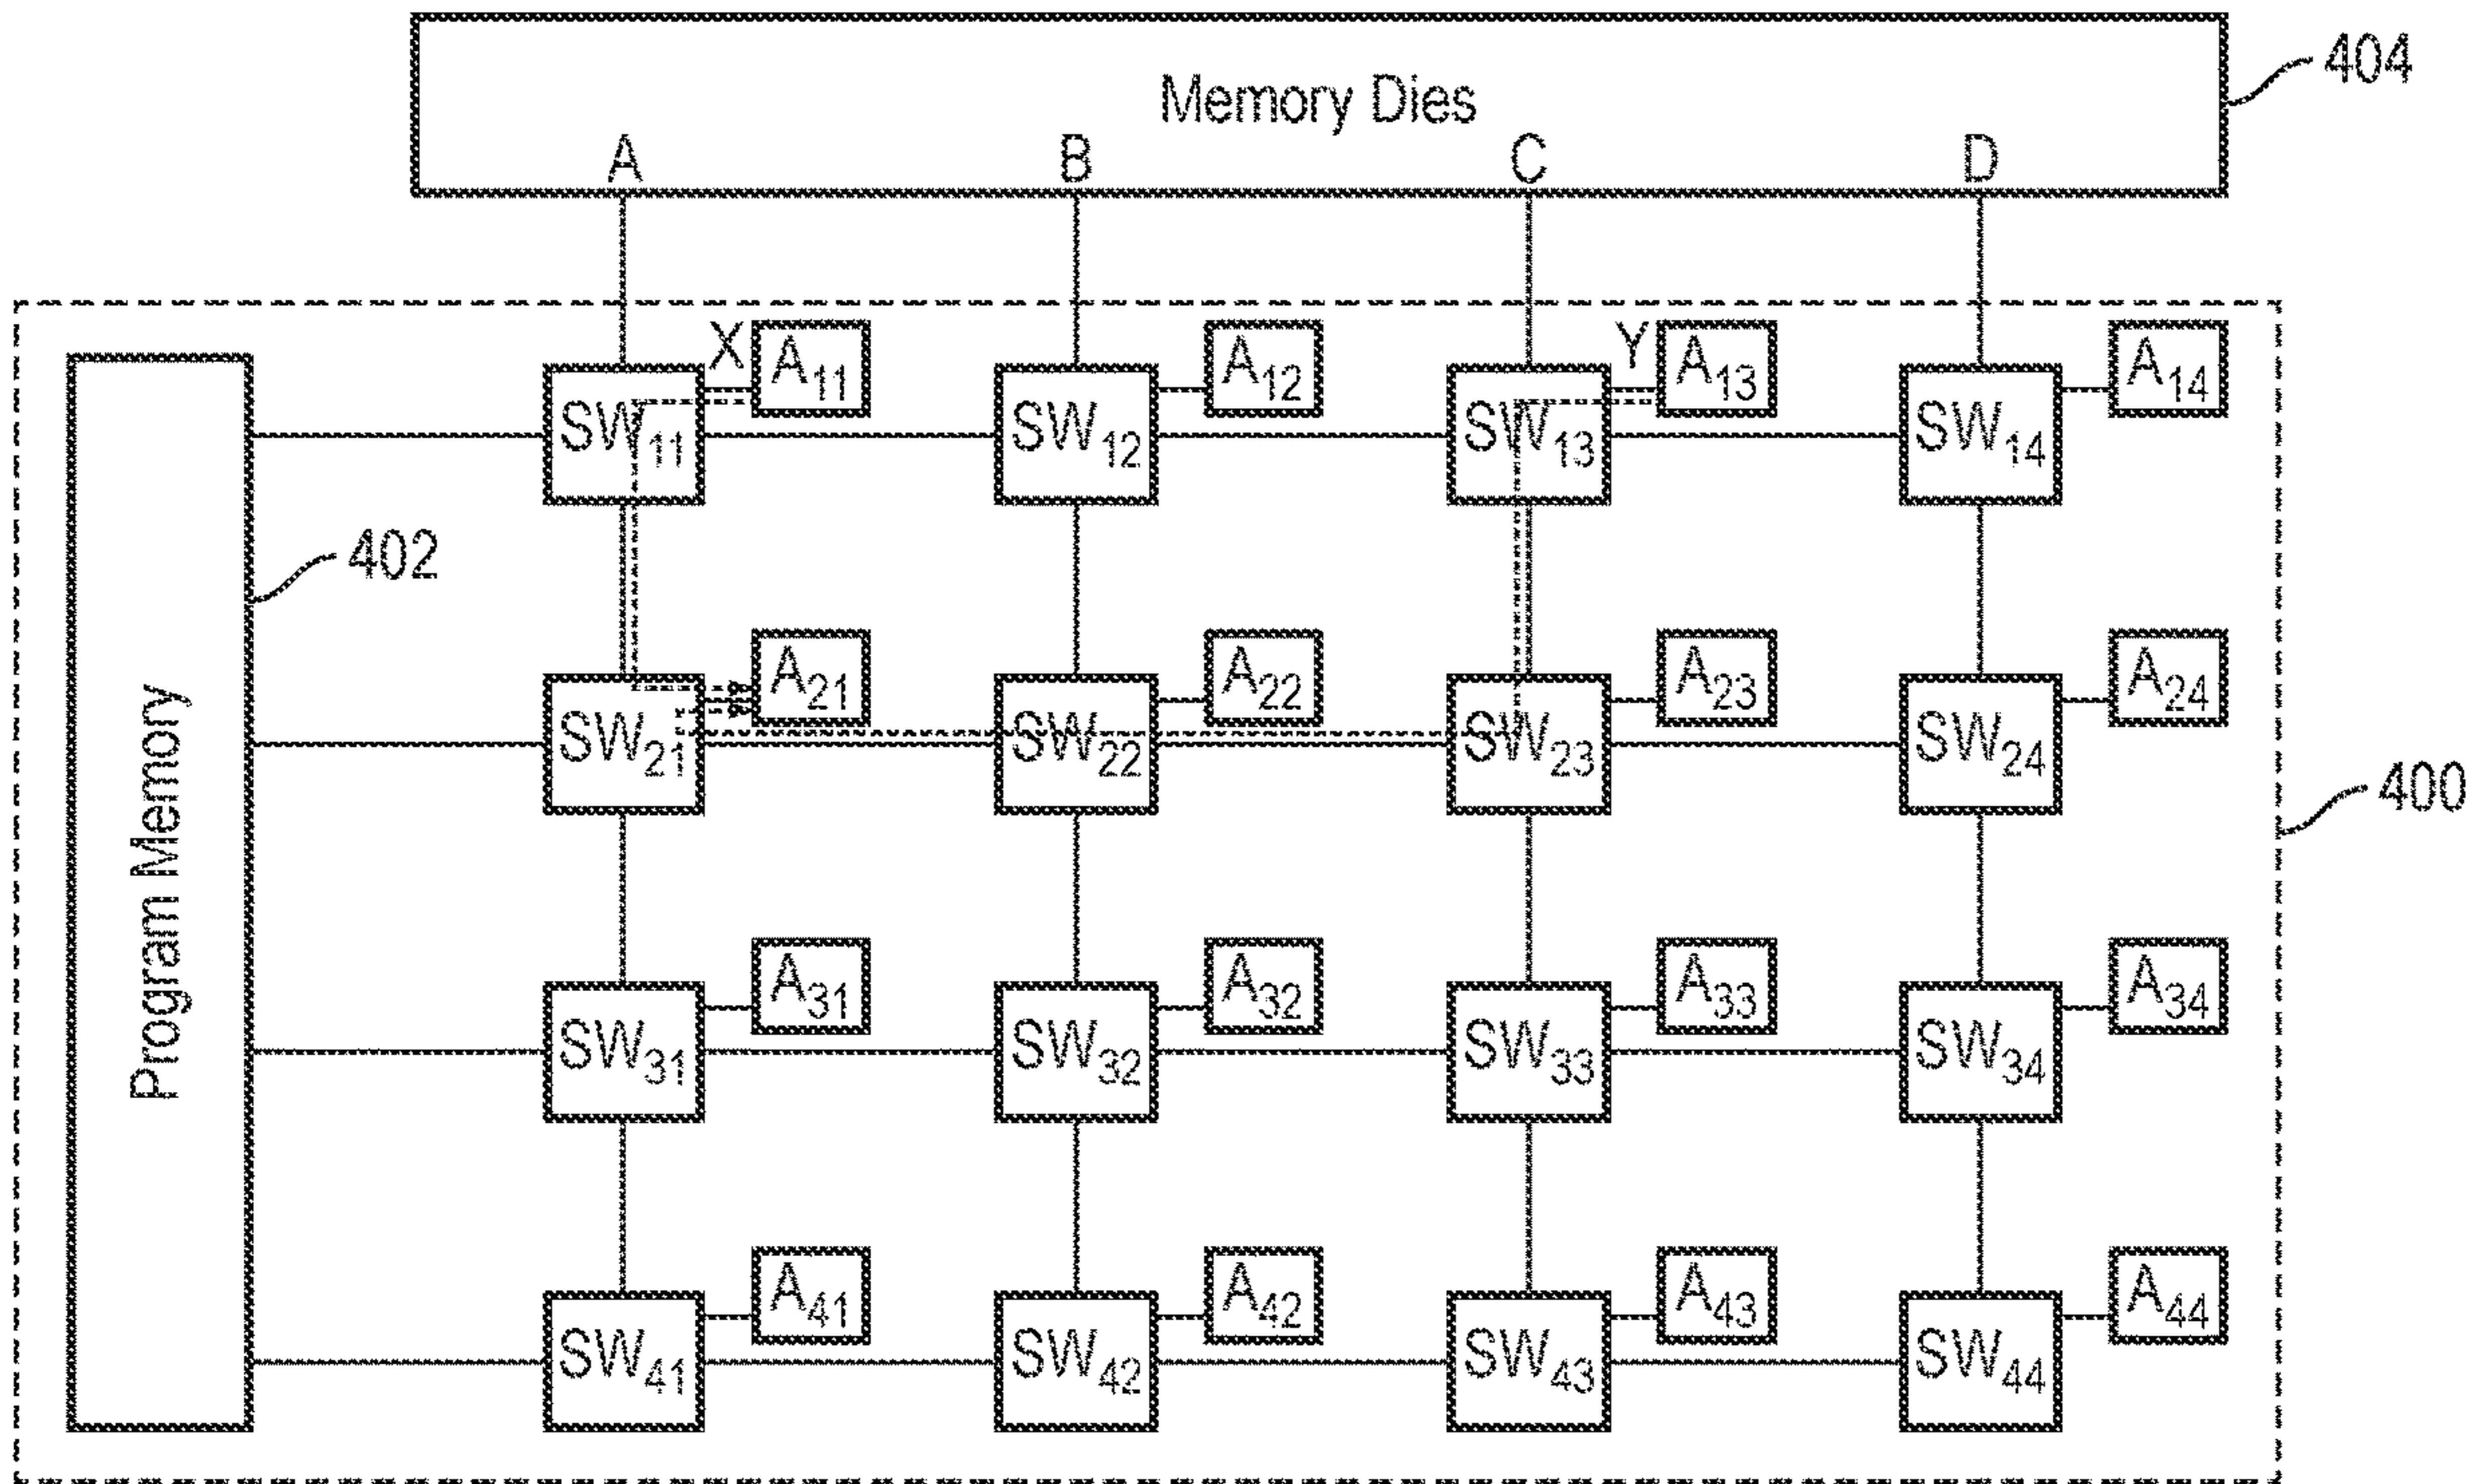 404
Memory Dies
A B C D
X A11 A12 Y A13 A14
SW11 SW12 SW13 SW14
402
A21 A22 A23 A24
SW21 SW22 SW23 SW24
400
Program Memory
A31 A32 A33 A34
SW31 SW32 SW33 SW34
A41 A42 A43 A44
SW41 SW42 SW43 SW44